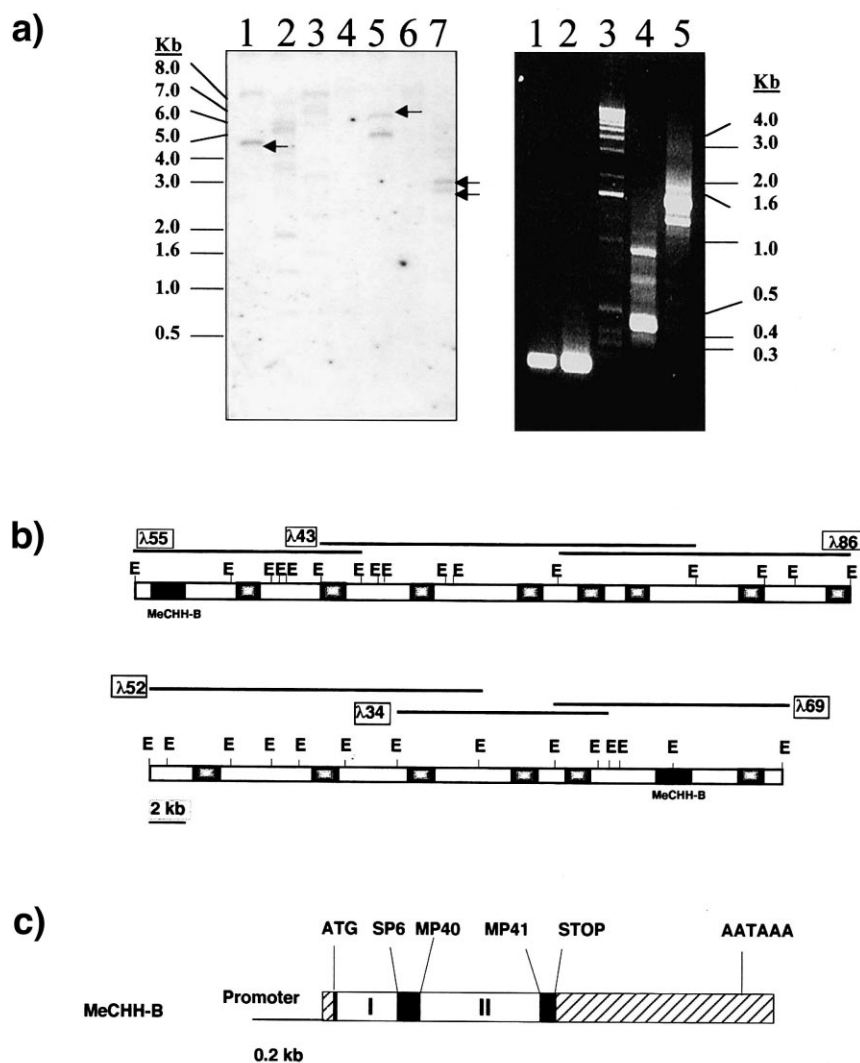 a)
1 2 3 4 5 6 7
Kb
8.0
7.0
6.0
5.0
4.0
3.0
2.0
1.6
1.0
0.5
1 2 3 4 5
Kb
4.0
3.0
2.0
1.6
1.0
0.5
0.4
0.3
b)
λ55 λ43 λ86
E E EEE E E EE E E E E E E E
MeCHH-B
λ52 λ34 λ69
E E E E E E E E E E EE E E
MeCHH-B
2 kb
c)
ATG SP6 MP40 MP41 STOP AATAAA
MeCHH-B Promoter I II
0.2 kb